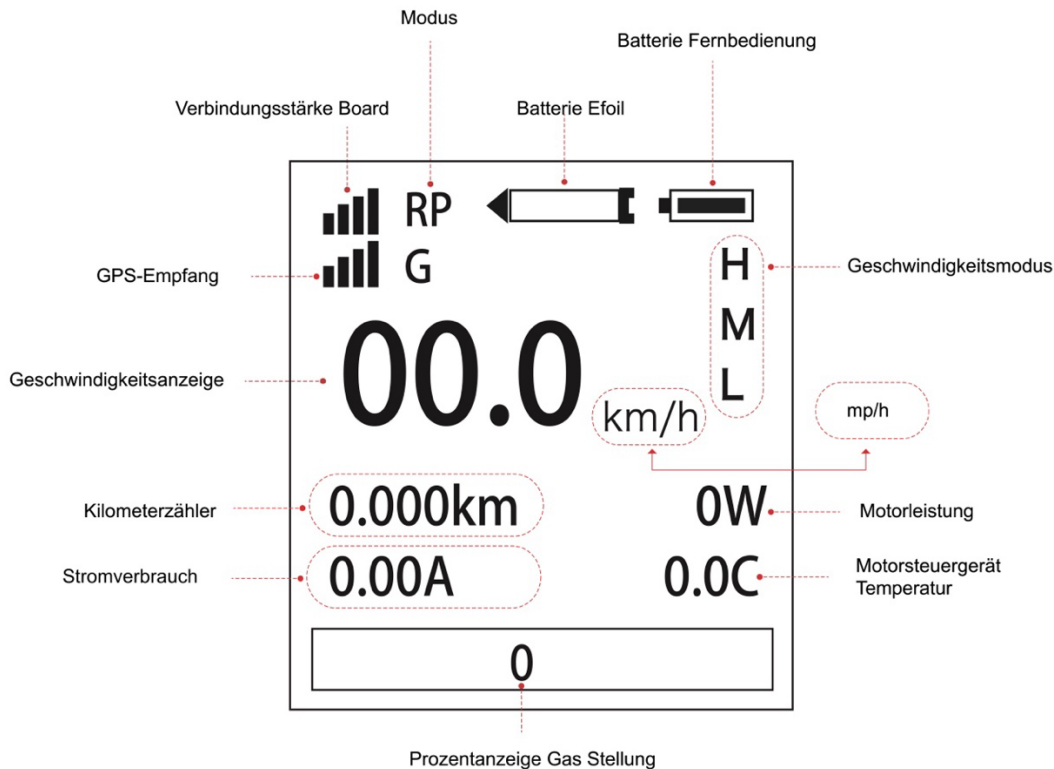 Modus
Batterie Fernbedienung
Verbindungsstärke Board
Batterie Efoil
RP
GPS-Empfang
G
H
Geschwindigkeitsmodus
M
L
Geschwindigkeitsanzeige
00.0
km/h
mp/h
Kilometerzähler
0.000km
0W
Motorleistung
Stromverbrauch
0.00A
0.0C
Motorsteuergerät
Temperatur
0
Prozentanzeige Gas Stellung